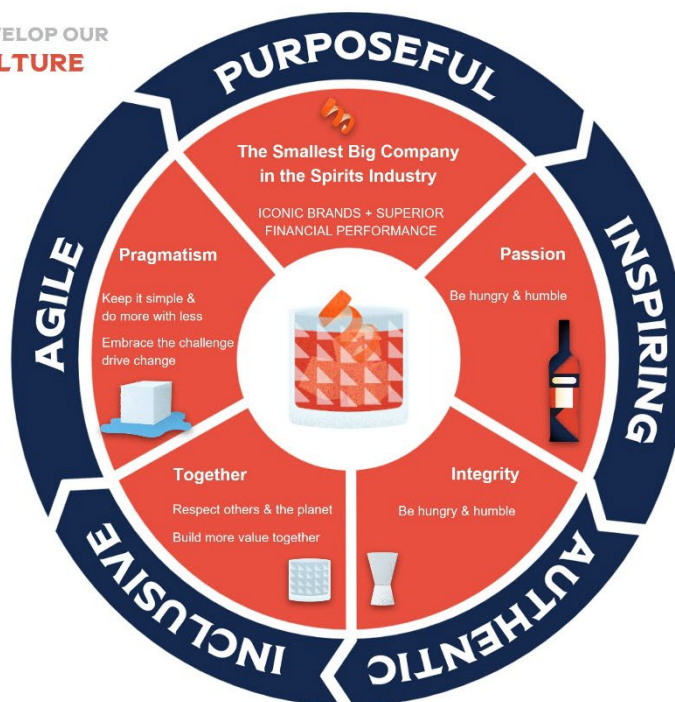 VELOP OUR
LTURE
PURPOSEFUL
The Smallest Big Company
in the Spirits Industry
ICONIC BRANDS + SUPERIOR
FINANCIAL PERFORMANCE
INSPIRING
Passion
Be hungry & humble
AUTHENTIC
Integrity
Be hungry & humble
INCLUSIVE
Together
Respect others & the planet
Build more value together
AGILE
Pragmatism
Keep it simple &
do more with less
Embrace the challenge
drive change